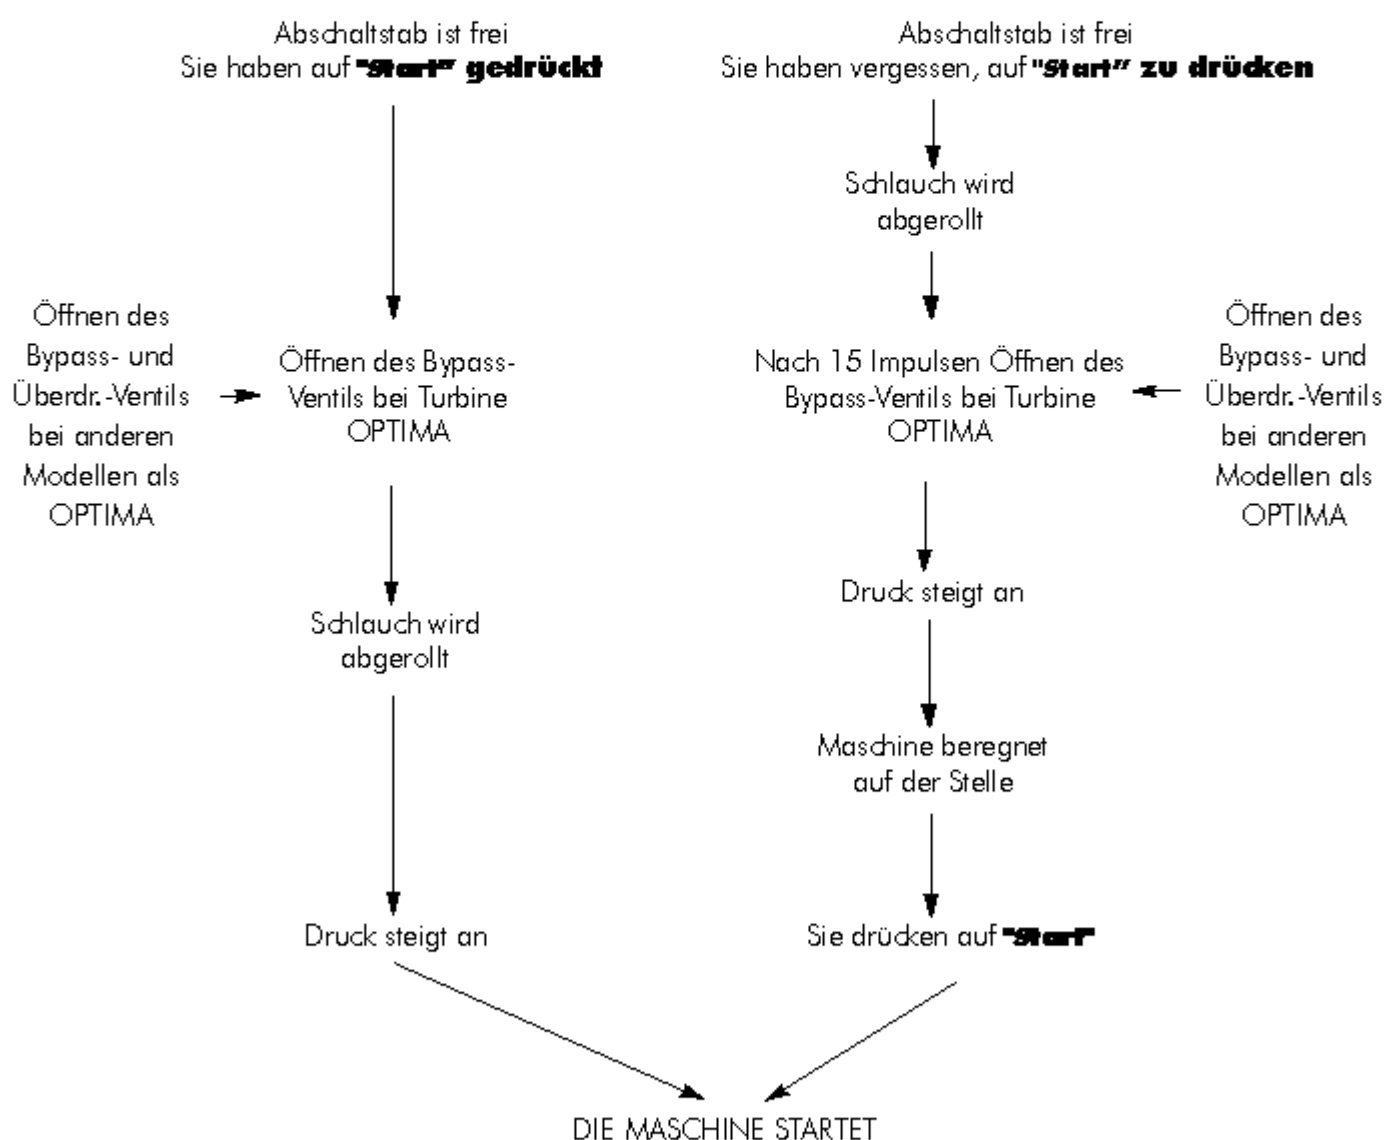 Abschaltstab ist frei
Sie haben auf "Start" gedrückt
Öffnen des
Bypass- und
Überdr.-Ventils
bei anderen
Modellen als
OPTIMA
Öffnen des Bypass-
Ventils bei Turbine
OPTIMA
Schlauch wird
abgerollt
Druck steigt an
Abschaltstab ist frei
Sie haben vergessen, auf "Start" zu drücken
Schlauch wird
abgerollt
Nach 15 Impulsen Öffnen des
Bypass-Ventils bei Turbine
OPTIMA
Öffnen des
Bypass- und
Überdr.-Ventils
bei anderen
Modellen als
OPTIMA
Druck steigt an
Maschine beregnet
auf der Stelle
Sie drücken auf "Start"
DIE MASCHINE STARTET